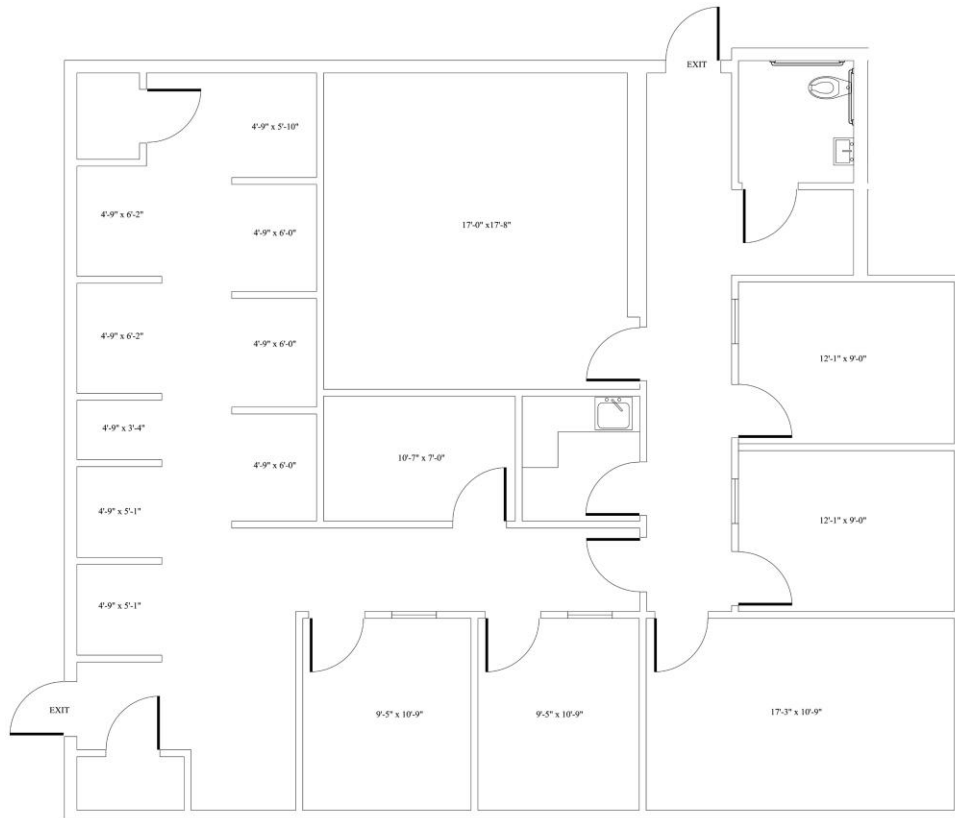 EXIT
4'-9" x 5'-10"
4'-9" x 6'-2"
17'-0" x17'-8"
4'-9" x 6'-0"
4'-9" x 6'-2"
4'-9" x 6'-0"
12'-1" x 9'-0"
4'-9" x 3'-4"
10'-7" x 7'-0"
4'-9" x 6'-0"
4'-9" x 5'-1"
12'-1" x 9'-0"
4'-9" x 5'-1"
EXIT
9'-5" x 10'-9"
9'-5" x 10'-9"
17'-3" x 10'-9"